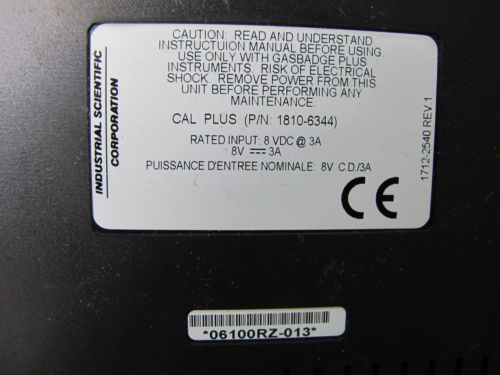 CAUTION: READ AND UNDERSTAND
INSTRUCTUION MANUAL BEFORE USING.
USE ONLY WITH GASBADGE PLUS
INSTRUMENTS. RISK OF ELECTRICAL
SHOCK. REMOVE POWER FROM THIS
UNIT BEFORE PERFORMING ANY
MAINTENANCE.
CAL PLUS (P/N: 1810-6344)
RATED INPUT: 8 VDC @ 3A
8V ⎓ 3A
PUISSANCE D'ENTREE NOMINALE: 8V C.D./3A
CE
INDUSTRIAL SCIENTIFIC
CORPORATION
1712-2540 REV.1
*06100RZ-013*